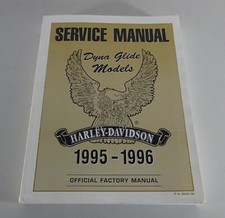 SERVICE MANUAL
Dyna Glide
Models
HARLEY-DAVIDSON
1995-1996
OFFICIAL FACTORY MANUAL